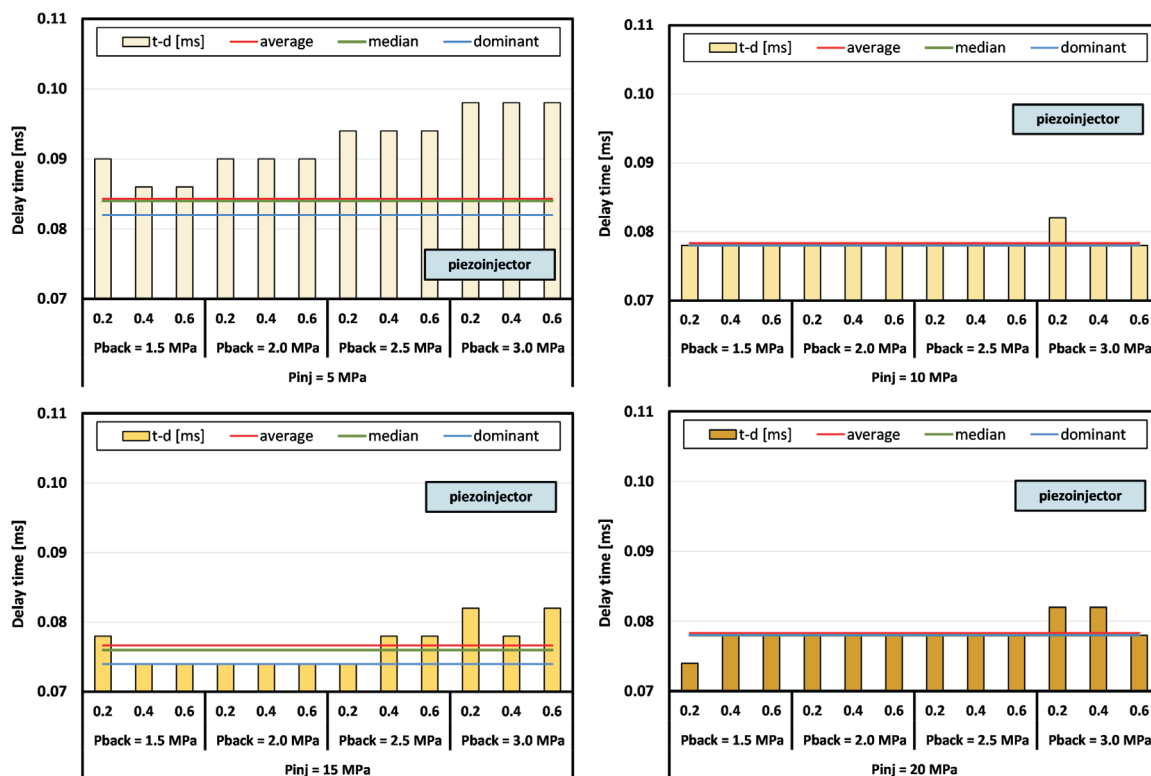 t-d [ms] average median dominant
Delay time [ms]
0.11
0.10
0.09
0.08
0.07
piezoinjector
0.2 0.4 0.6 0.2 0.4 0.6 0.2 0.4 0.6 0.2 0.4 0.6
Pback = 1.5 MPa Pback = 2.0 MPa Pback = 2.5 MPa Pback = 3.0 MPa
Pinj = 5 MPa
t-d [ms] average median dominant
Delay time [ms]
0.11
0.10
0.09
0.08
0.07
piezoinjector
0.2 0.4 0.6 0.2 0.4 0.6 0.2 0.4 0.6 0.2 0.4 0.6
Pback = 1.5 MPa Pback = 2.0 MPa Pback = 2.5 MPa Pback = 3.0 MPa
Pinj = 10 MPa
t-d [ms] average median dominant
Delay time [ms]
0.11
0.10
0.09
0.08
0.07
piezoinjector
0.2 0.4 0.6 0.2 0.4 0.6 0.2 0.4 0.6 0.2 0.4 0.6
Pback = 1.5 MPa Pback = 2.0 MPa Pback = 2.5 MPa Pback = 3.0 MPa
Pinj = 15 MPa
t-d [ms] average median dominant
Delay time [ms]
0.11
0.10
0.09
0.08
0.07
piezoinjector
0.2 0.4 0.6 0.2 0.4 0.6 0.2 0.4 0.6 0.2 0.4 0.6
Pback = 1.5 MPa Pback = 2.0 MPa Pback = 2.5 MPa Pback = 3.0 MPa
Pinj = 20 MPa